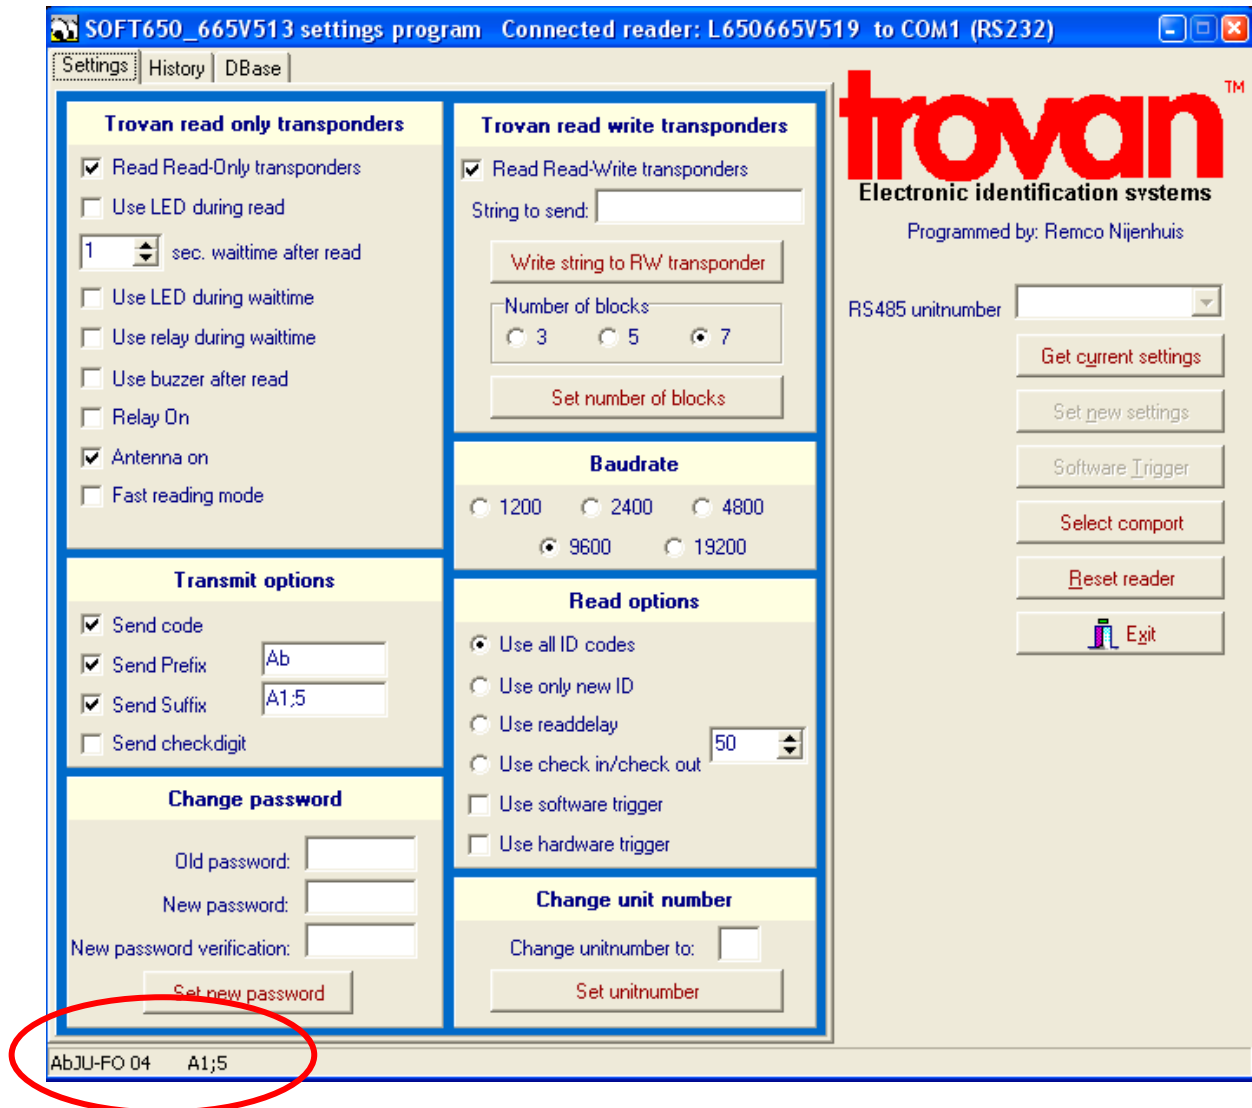 SOFT650_665V513 settings program Connected reader: L650665V519 to COM1 (RS232)
Settings History DBase
Trovan read only transponders
Read Read-Only transponders
Use LED during read
1 sec. waittime after read
Use LED during waittime
Use relay during waittime
Use buzzer after read
Relay On
Antenna on
Fast reading mode
Transmit options
Send code
Send Prefix Ab
Send Suffix A1;5
Send checkdigit
Change password
Old password:
New password:
New password verification:
Set new password
Trovan read write transponders
Read Read-Write transponders
String to send:
Write string to RW transponder
Number of blocks
3 5 7
Set number of blocks
Baudrate
1200 2400 4800
9600 19200
Read options
Use all ID codes
Use only new ID
Use readdelay
50
Use check in/check out
Use software trigger
Use hardware trigger
Change unit number
Change unitnumber to:
Set unitnumber
trovan™
Electronic identification systems
Programmed by: Remco Nijenhuis
RS485 unitnumber
Get current settings
Set new settings
Software Trigger
Select comport
Reset reader
Exit
AbJU-FO 04 A1;5